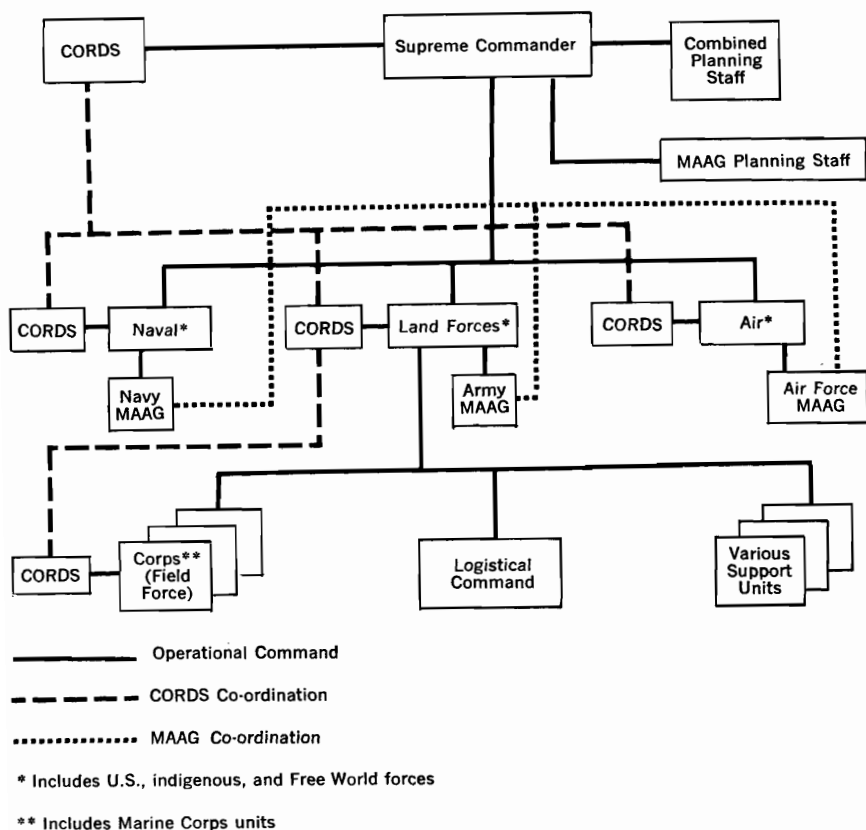 CORDS
Supreme Commander
Combined
Planning
Staff
MAAG Planning Staff
CORDS
Naval*
CORDS
Land Forces*
CORDS
Air*
Navy
MAAG
Army
MAAG
Air Force
MAAG
CORDS
Corps**
(Field
Force)
Logistical
Command
Various
Support
Units
Operational Command
CORDS Co-ordination
MAAG Co-ordination
* Includes U.S., indigenous, and Free World forces
** Includes Marine Corps units